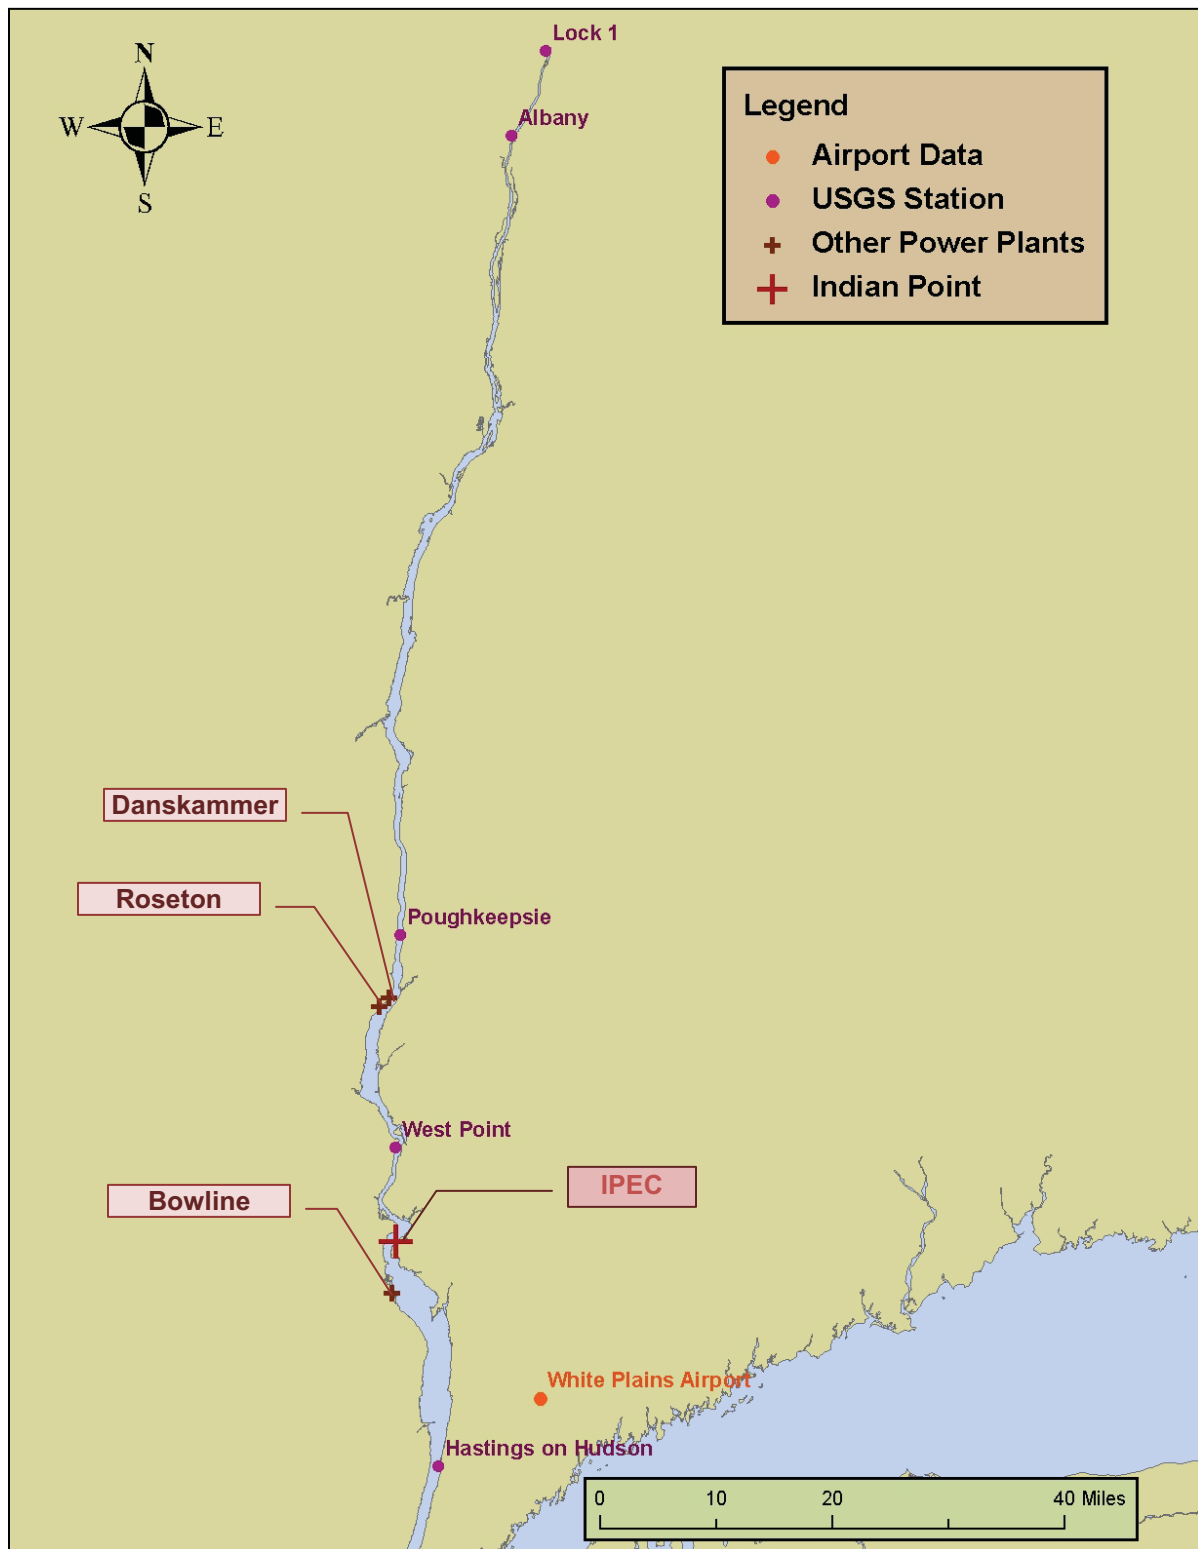 Lock 1
N
W
E
S
Albany
Legend
Airport Data
USGS Station
Other Power Plants
Indian Point
Danskammer
Roseton
Poughkeepsie
West Point
IPEC
Bowline
White Plains Airport
Hastings on Hudson
0 10 20 40 Miles